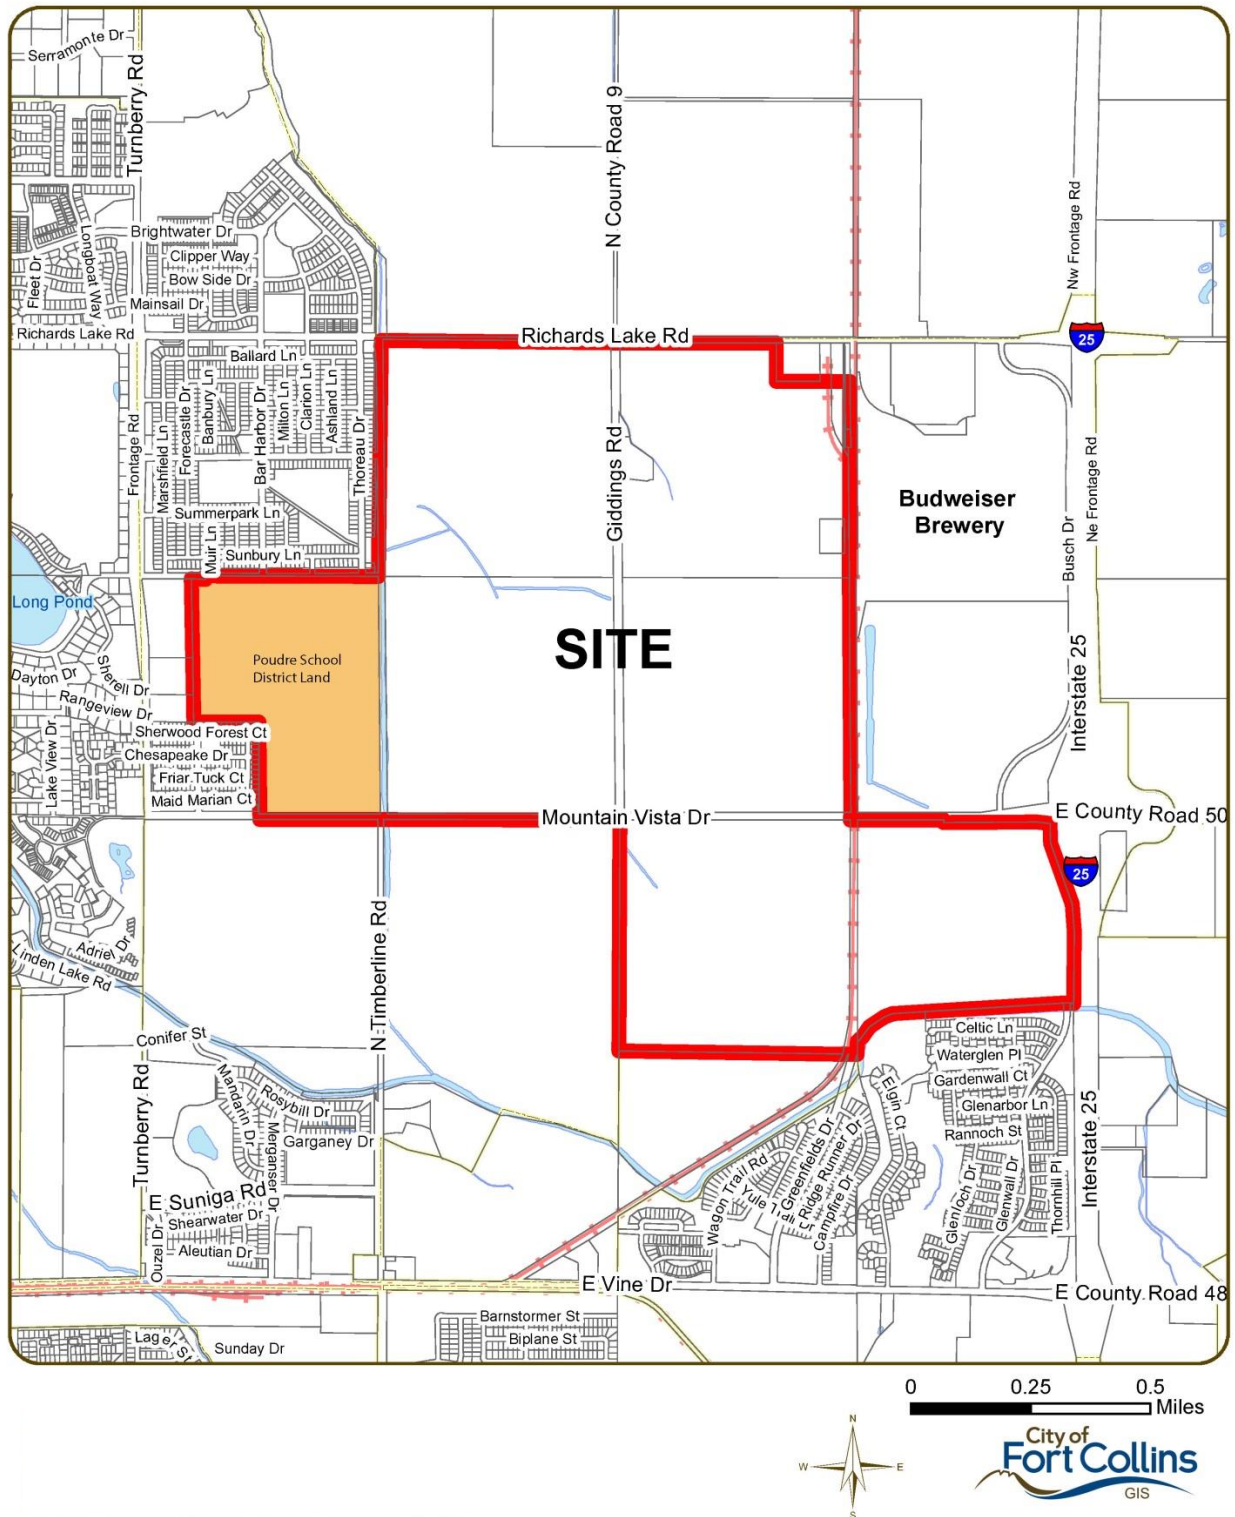 Serramonte Dr
Turnberry Rd
N County Road 9
Nw Frontage Rd
Brightwater Dr
Longboat Way
Clipper Way
Fleet Dr
Bow Side Dr
Mainsail Dr
Richards Lake Rd
Richards Lake Rd
25
Ballard Ln
Forecastle Dr
Banbury Ln
Bar Harbor Dr
Milton Ln
Clarion Ln
Ashland Ln
Thoreau Dr
Marshfield Ln
Frontage Rd
Giddings Rd
Ne Frontage Rd
Budweiser
Brewery
Busch Dr
Summerpark Ln
Muir Ln
Sunbury Ln
Long Pond
SITE
Poudre School
District Land
Interstate 25
Dayton Dr
Sherell Dr
Rangeview Dr
Lake View Dr
Sherwood Forest Ct
Chesapeake Dr
Friar Tuck Ct
Maid Marian Ct
Mountain Vista Dr
E County Road 50
25
N Timberline Rd
Adriel Dr
Linden Lake Rd
Conifer St
Celtic Ln
Waterglen Pl
Gardenwall Ct
Elgin Ct
Glenarbor Ln
Rannoch St
Turnberry Rd
Mandarin Dr
Rosybill Dr
Merganser Dr
Garganey Dr
Interstate 25
E Suniga Rd
Shearwater Dr
Ouzel Dr
Aleutian Dr
Wagon Trail Rd
Greenfields Dr
Ridge Runner Dr
Campfire Dr
Glenloch Dr
Glenwall Dr
Thornhill Pl
E Vine Dr
E County Road 48
Barnstormer St
Biplane St
Lager St
Sunday Dr
0 0.25 0.5
Miles
N
W E
S
City of
Fort Collins
GIS